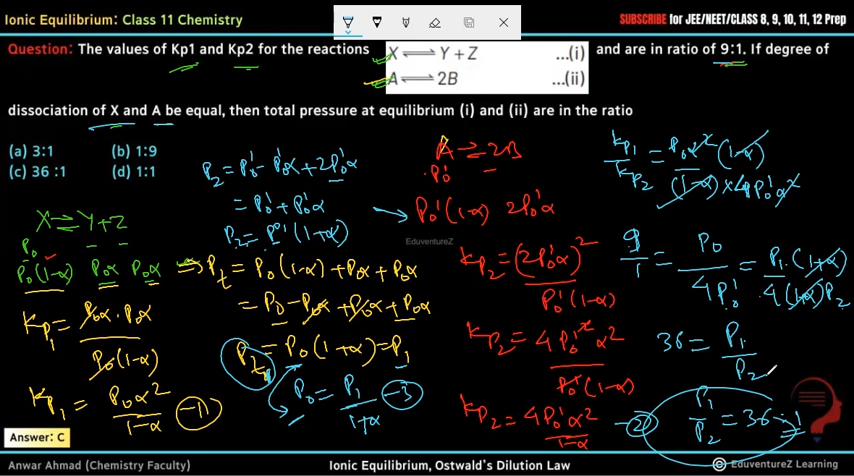 Ionic Equilibrium: Class 11 Chemistry
SUBSCRIBE for JEE/NEET/CLASS 8, 9, 10, 11, 12 Prep
Question: The values of Kp1 and Kp2 for the reactions
X ⇌ Y + Z ...(i)
A ⇌ 2B ...(ii)
and are in ratio of 9:1. If degree of
dissociation of X and A be equal, then total pressure at equilibrium (i) and (ii) are in the ratio
(a) 3:1 (b) 1:9
(c) 36 :1 (d) 1:1
X ⇌ Y + Z
P₀ – –
P₀(1-α) P₀α P₀α
Kp₁ = P₀α · P₀α / P₀(1-α)
Kp₁ = P₀α² / 1-α –(1)
P₂ = P₀' - P₀'α + 2P₀'α
= P₀' + P₀'α
P₂ = P₀'(1+α)
⇒ Pt = P₀(1-α) + P₀α + P₀α
= P₀ - P₀α + P₀α + P₀α
Pt₁ = P₀(1+α) = P₁
P₀ = P₁ / 1+α –(3)
A ⇌ 2B
P₀' –
P₀'(1-α) 2P₀'α
Kp₂ = (2P₀'α)² / P₀'(1-α)
Kp₂ = 4P₀'² α² / P₀'(1-α)
Kp₂ = 4P₀'α² / 1-α –(2)
Kp₁ / Kp₂ = P₀α² (1-α) / (1-α) × 4P₀'α²
9/1 = P₀ / 4P₀' = P₁ · (1+α) / 4(1+α)P₂
36 = P₁ / P₂
P₁ / P₂ = 36 : 1
EduventureZ
Answer: C
Anwar Ahmad (Chemistry Faculty)
Ionic Equilibrium, Ostwald's Dilution Law
© EduventureZ Learning